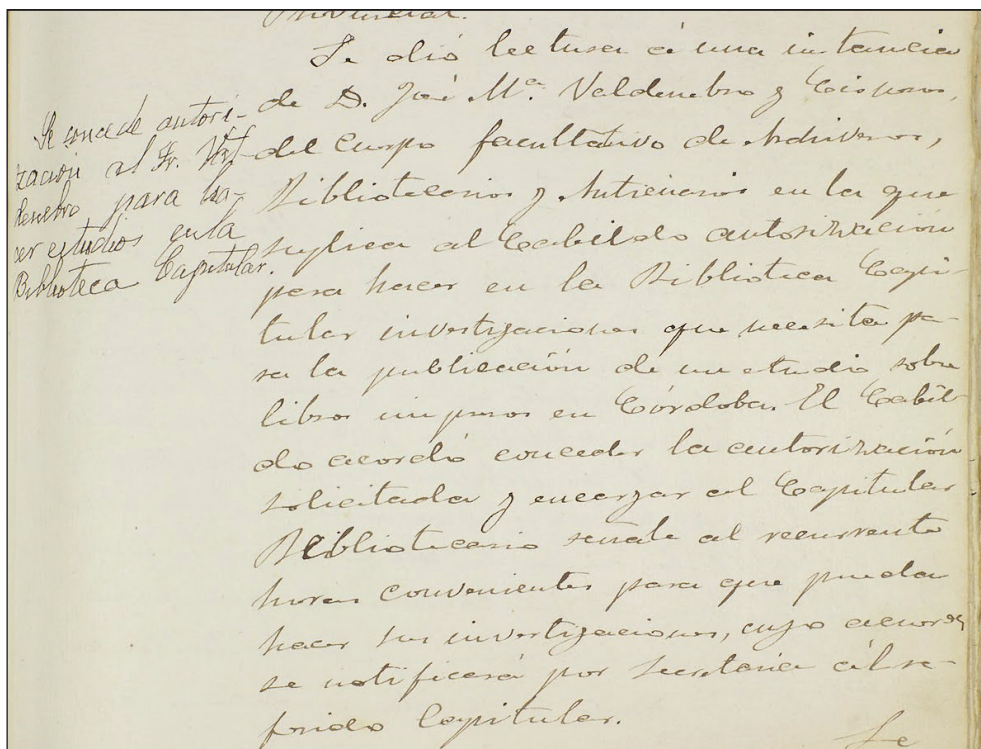 Provincial.
Se dió lectura á una instancia
de D. José Mª. Valdenebro y Cisneros,
del Cuerpo facultativo de Archiveros,
Bibliotecarios y Anticuarios en la que
suplica al Cabildo autorización
para hacer en la Biblioteca Capi-
tular investigaciones que necesita pa-
ra la publicación de un estudio sobre
libros impresos en Córdoba. El Cabil-
do acordó conceder la autorización
solicitada y encargar al Capitular
Bibliotecario señale al recurrente
horas convenientes para que pueda
hacer sus investigaciones, cuyo acuerdo
se notificará por Secretaria al re-
ferido Capitular.
Se
Se concede autori-
zación al Sr. Val-
denebro para ha-
cer estudios en la
Biblioteca Capitular.